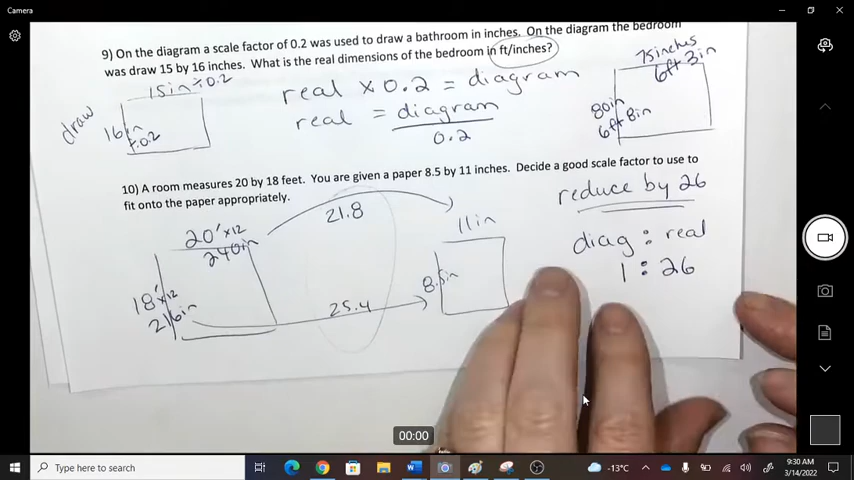 Camera
9) On the diagram a scale factor of 0.2 was used to draw a bathroom in inches. On the diagram the bedroom
was draw 15 by 16 inches. What is the real dimensions of the bedroom in ft/inches?
draw
15in ÷0.2
16in
÷0.2
real × 0.2 = diagram
real = diagram
0.2
75inches
6ft 3in
80in
6ft 8in
10) A room measures 20 by 18 feet. You are given a paper 8.5 by 11 inches. Decide a good scale factor to use to
fit onto the paper appropriately.
20' ×12
240in
18' ×12
216in
21.8
25.4
11in
8.5in
reduce by 26
diag : real
1 : 26
00:00
Type here to search
-13°C
9:30 AM
3/14/2022